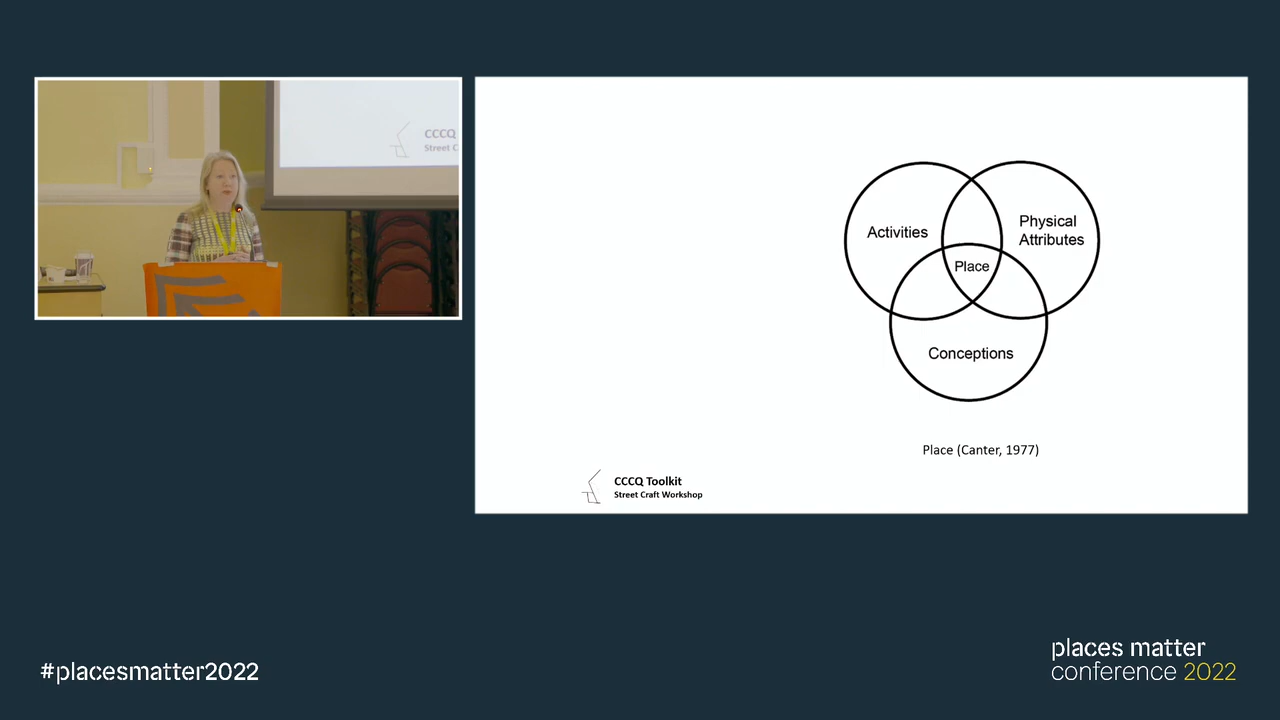 CCCQ
Street C
Activities
Physical
Attributes
Place
Conceptions
Place (Canter, 1977)
CCCQ Toolkit
Street Craft Workshop
#placesmatter2022
places matter
conference 2022